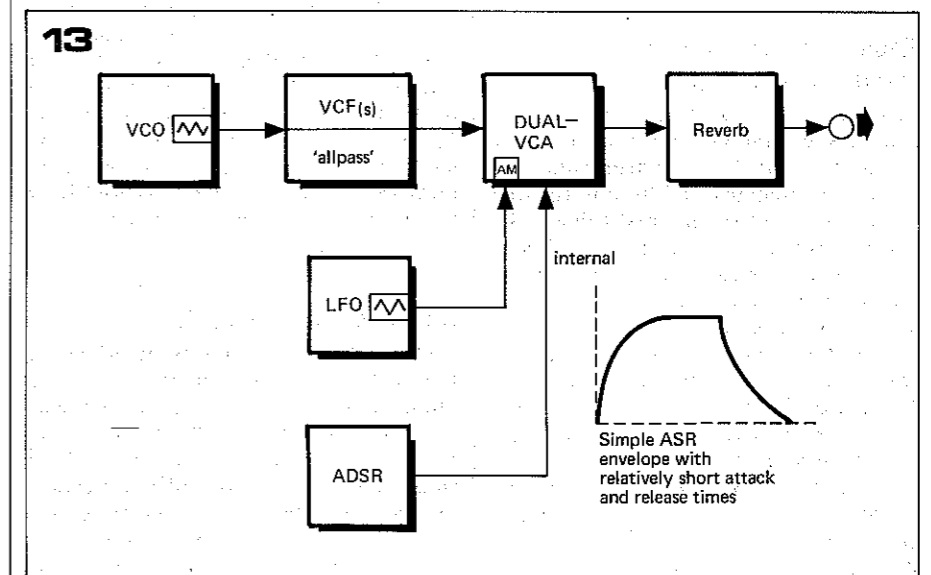 13
VCO
VCF(s)
'allpass'
DUAL-
VCA
AM
Reverb
internal
LFO
ADSR
Simple ASR
envelope with
relatively short attack
and release times